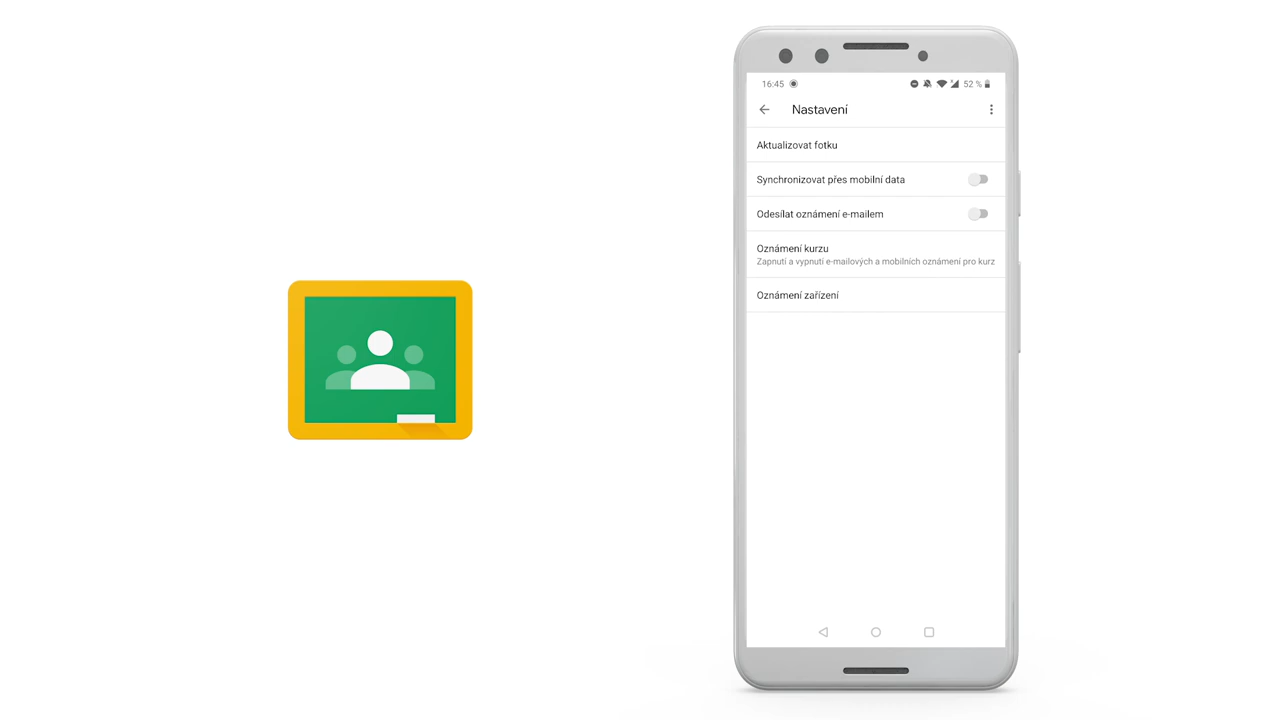 16:45
52 %
Nastavení
Aktualizovat fotku
Synchronizovat přes mobilní data
Odesílat oznámení e-mailem
Oznámení kurzu
Zapnutí a vypnutí e-mailových a mobilních oznámení pro kurz
Oznámení zařízení